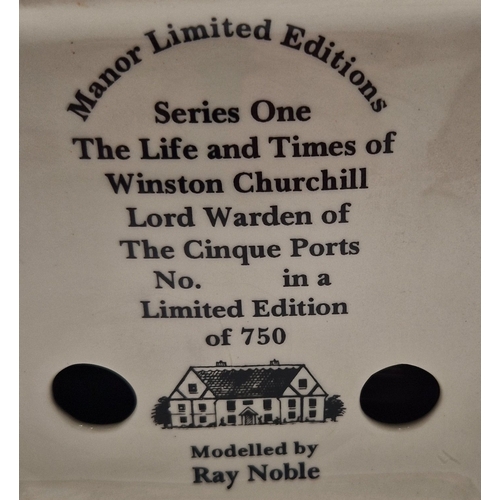 Manor Limited Editions
Series One
The Life and Times of
Winston Churchill
Lord Warden of
The Cinque Ports
No. in a
Limited Edition
of 750
Modelled by
Ray Noble